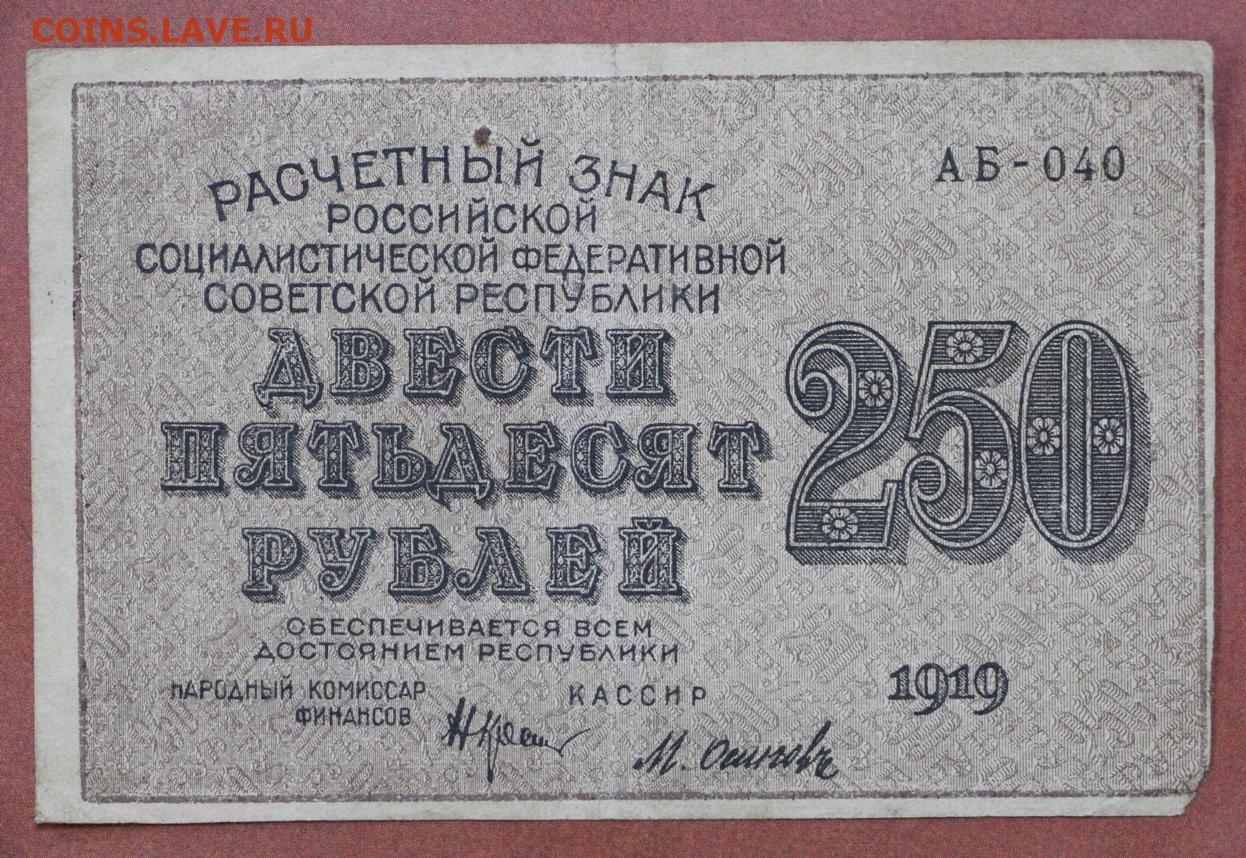 COINS.LAVE.RU
РАСЧЕТНЫЙ ЗНАК
АБ-040
РОССИЙСКОЙ
СОЦИАЛИСТИЧЕСКОЙ ФЕДЕРАТИВНОЙ
СОВЕТСКОЙ РЕСПУБЛИКИ
ДВЕСТИ
ПЯТЬДЕСЯТ
РУБЛЕЙ
250
ОБЕСПЕЧИВАЕТСЯ ВСЕМ
ДОСТОЯНИЕМ РЕСПУБЛИКИ
НАРОДНЫЙ КОМИССАР
ФИНАНСОВ
КАССИР
1919
М. Осиповъ